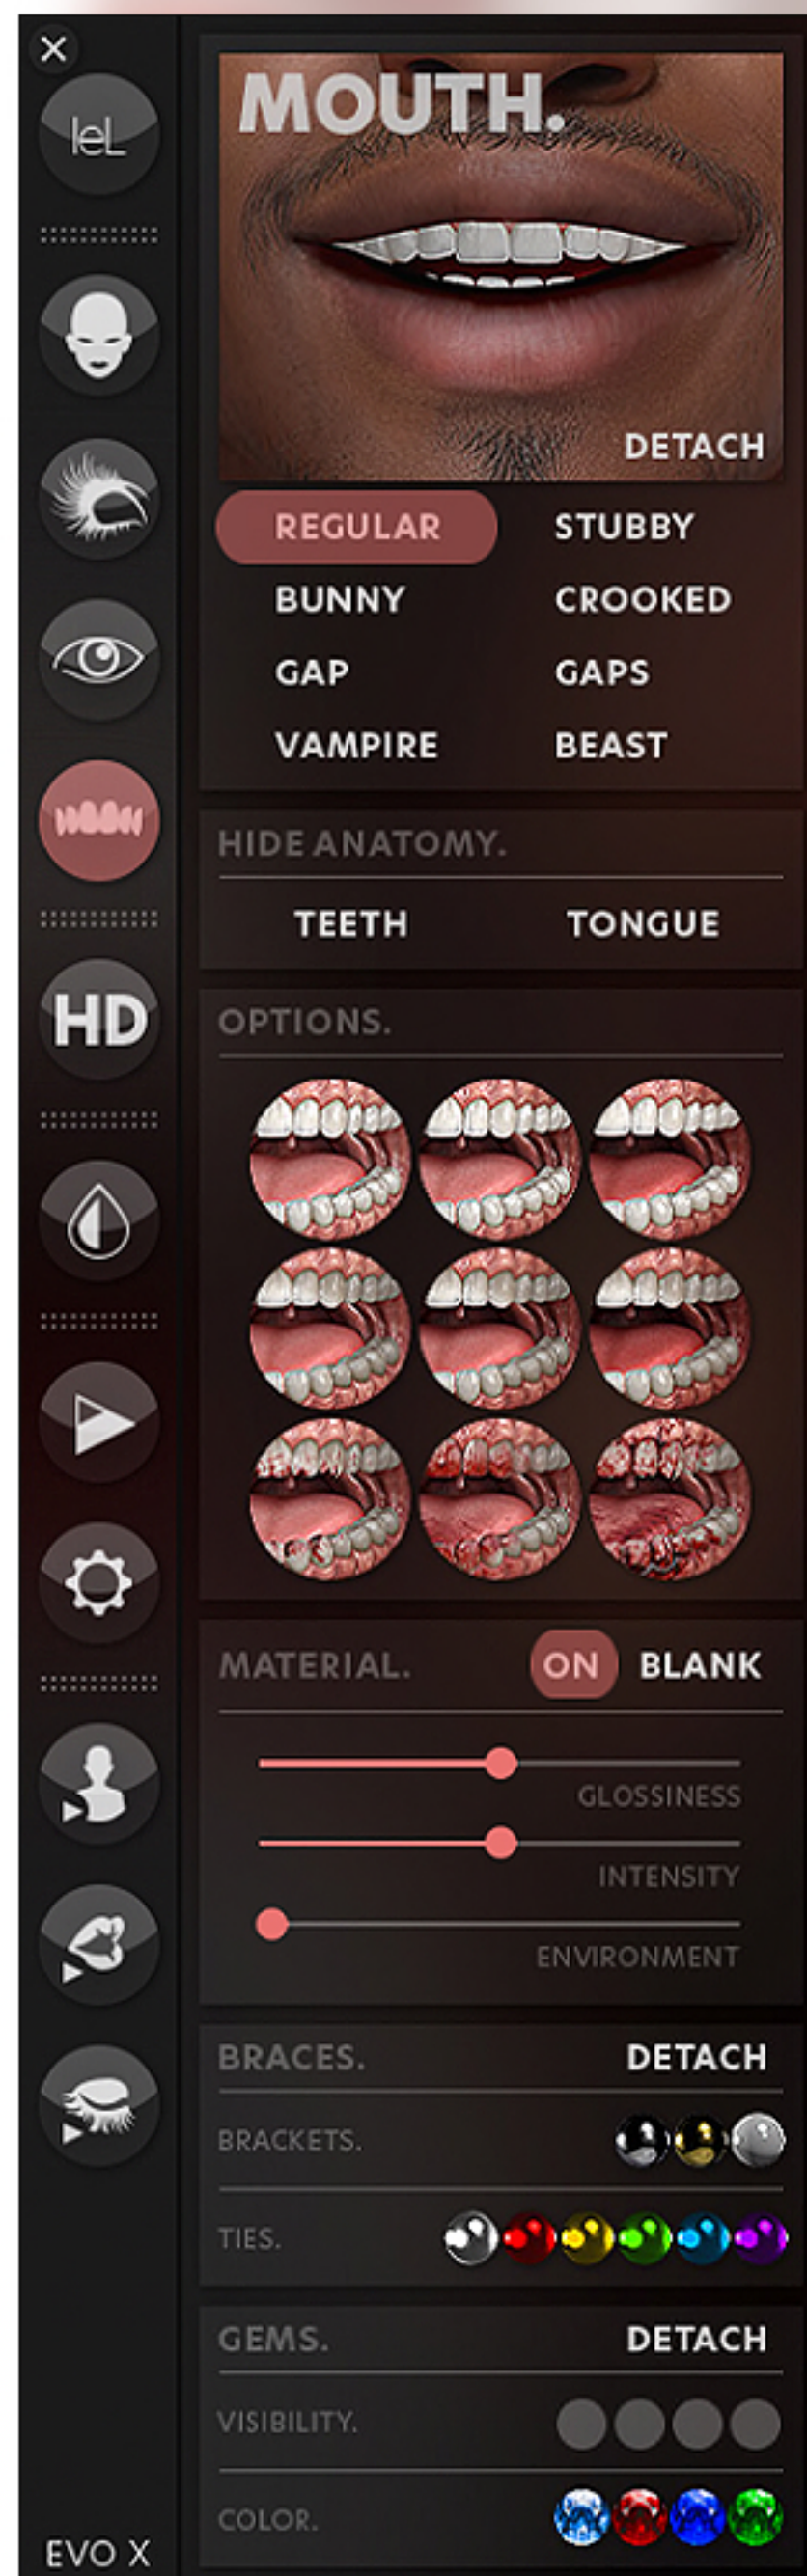 leL
HD
EVO X
MOUTH.
DETACH
REGULAR STUBBY
BUNNY CROOKED
GAP GAPS
VAMPIRE BEAST
HIDE ANATOMY.
TEETH TONGUE
OPTIONS.
MATERIAL. ON BLANK
GLOSSINESS
INTENSITY
ENVIRONMENT
BRACES. DETACH
BRACKETS.
TIES.
GEMS. DETACH
VISIBILITY.
COLOR.